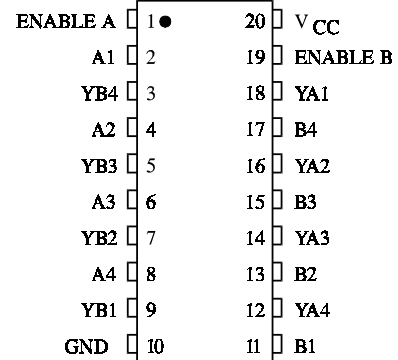 ENABLE A 1 20 VCC
A1 2 19 ENABLE B
YB4 3 18 YA1
A2 4 17 B4
YB3 5 16 YA2
A3 6 15 B3
YB2 7 14 YA3
A4 8 13 B2
YB1 9 12 YA4
GND 10 11 B1